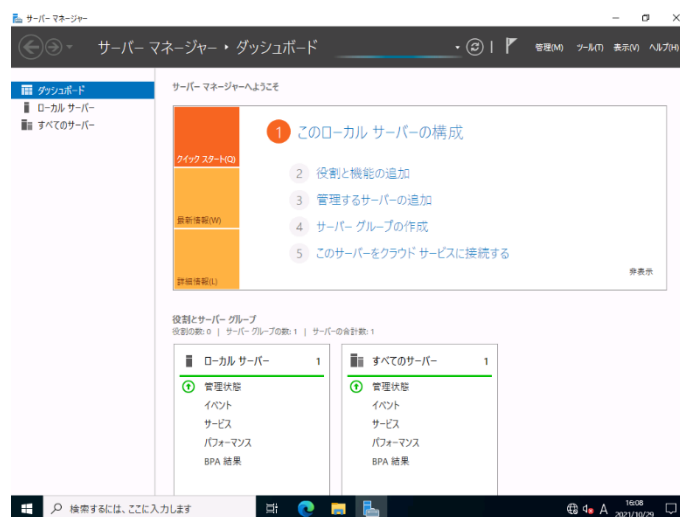 サーバー マネージャー
サーバー マネージャー・ダッシュボード
管理(M) ツール(T) 表示(V) ヘルプ(H)
ダッシュボード
ローカル サーバー
すべてのサーバー
サーバー マネージャーへようこそ
クイック スタート(Q)
最新情報(W)
詳細情報(L)
1 このローカル サーバーの構成
2 役割と機能の追加
3 管理するサーバーの追加
4 サーバー グループの作成
5 このサーバーをクラウド サービスに接続する
非表示
役割とサーバー グループ
役割の数: 0 | サーバー グループの数: 1 | サーバーの合計数: 1
ローカル サーバー 1
管理状態
イベント
サービス
パフォーマンス
BPA 結果
すべてのサーバー 1
管理状態
イベント
サービス
パフォーマンス
BPA 結果
検索するには、ここに入力します
A
16:08
2021/10/29